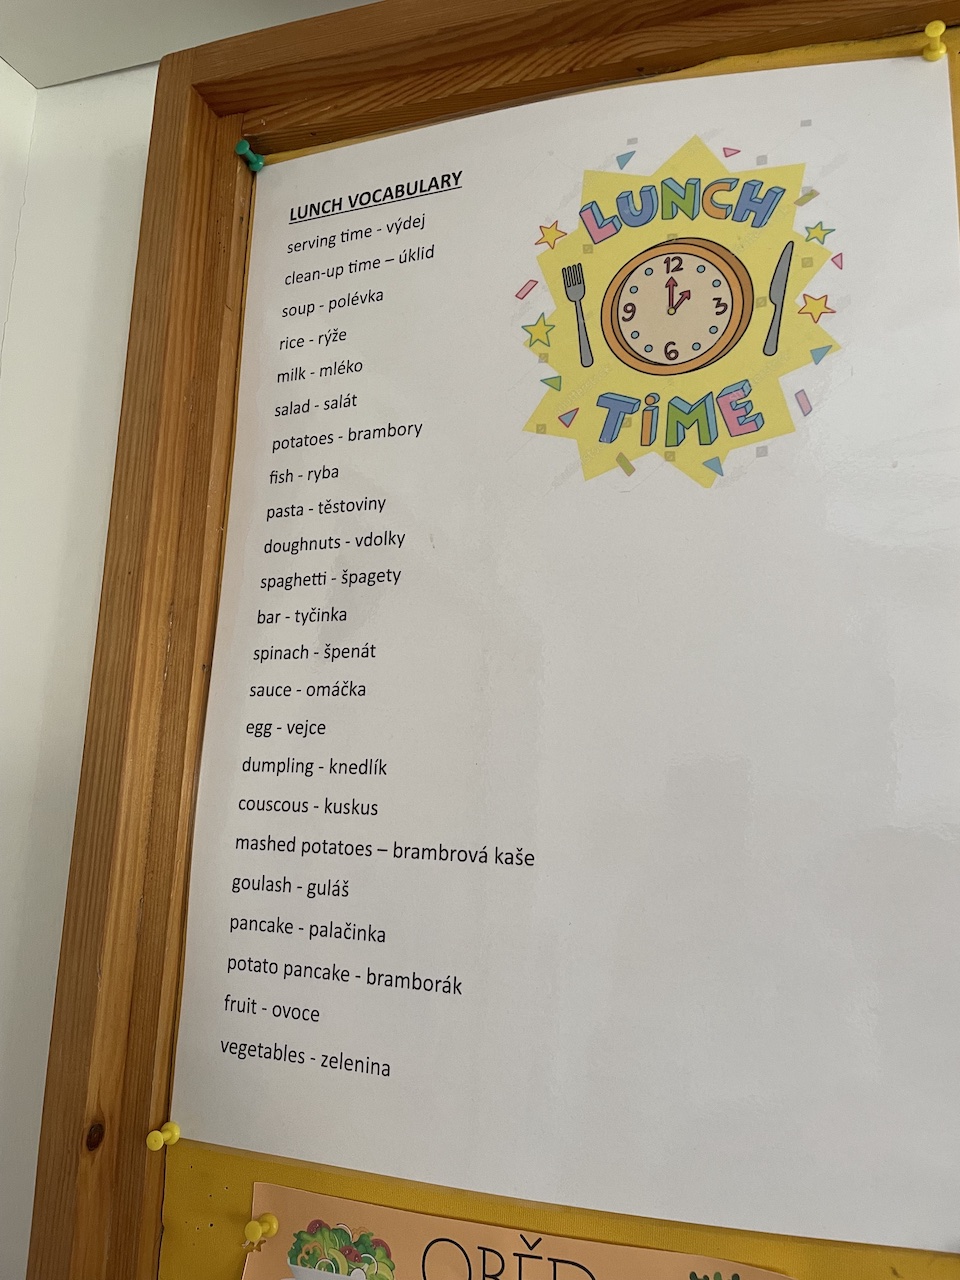 LUNCH VOCABULARY
serving time - výdej
clean-up time – úklid
soup - polévka
rice - rýže
milk - mléko
salad - salát
potatoes - brambory
fish - ryba
pasta - těstoviny
doughnuts - vdolky
spaghetti - špagety
bar - tyčinka
spinach - špenát
sauce - omáčka
egg - vejce
dumpling - knedlík
couscous - kuskus
mashed potatoes – brambrová kaše
goulash - guláš
pancake - palačinka
potato pancake - bramborák
fruit - ovoce
vegetables - zelenina
LUNCH
12
9 3
6
TiME
OBĚD